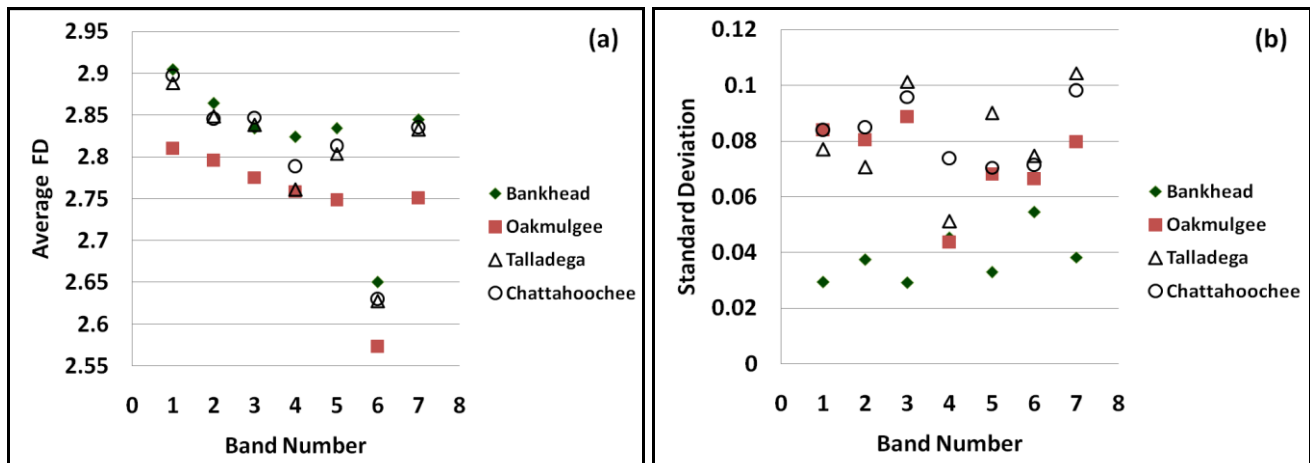 (a)
Average FD
2.95
2.9
2.85
2.8
2.75
2.7
2.65
2.6
2.55
0 1 2 3 4 5 6 7 8
Band Number
Bankhead
Oakmulgee
Talladega
Chattahoochee
(b)
Standard Deviation
0.12
0.1
0.08
0.06
0.04
0.02
0
0 1 2 3 4 5 6 7 8
Band Number
Bankhead
Oakmulgee
Talladega
Chattahoochee